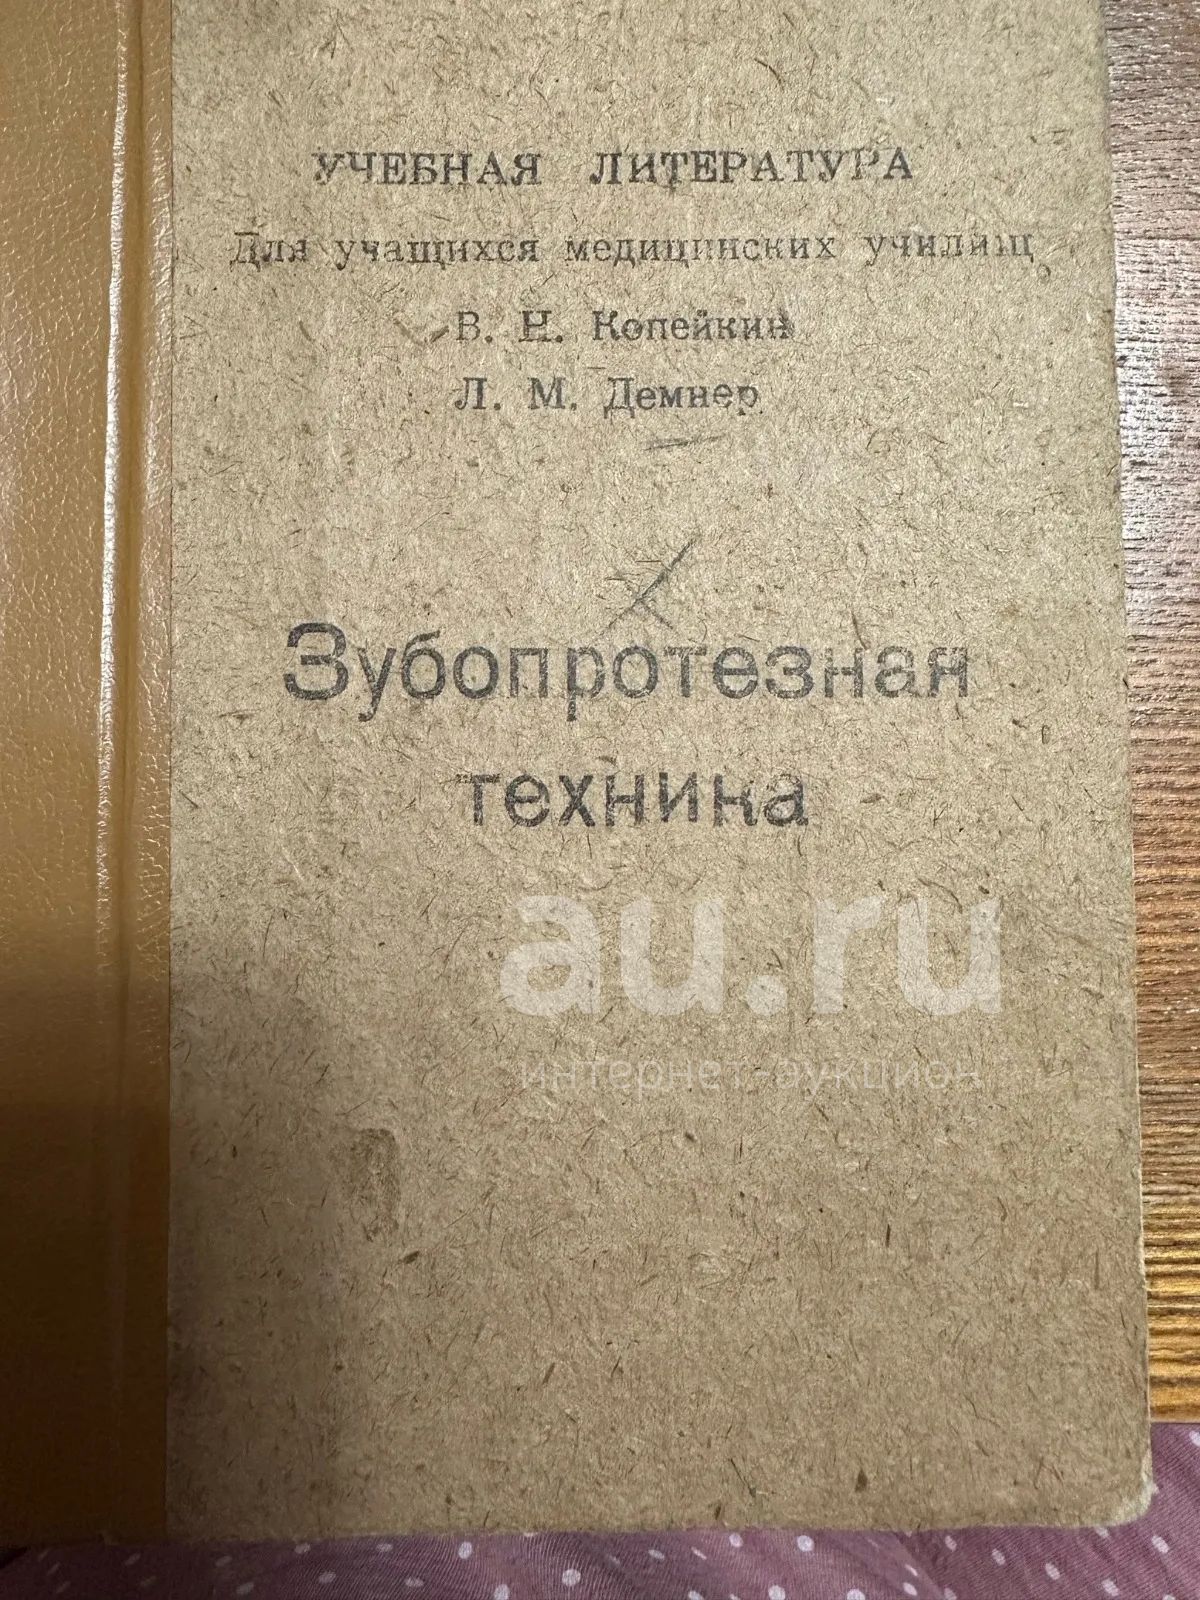 УЧЕБНАЯ ЛИТЕРАТУРА
Для учащихся медицинских училищ
В. Н. Копейкин
Л. М. Демнер
Зубопротезная
техника
au.ru
интернет-аукцион